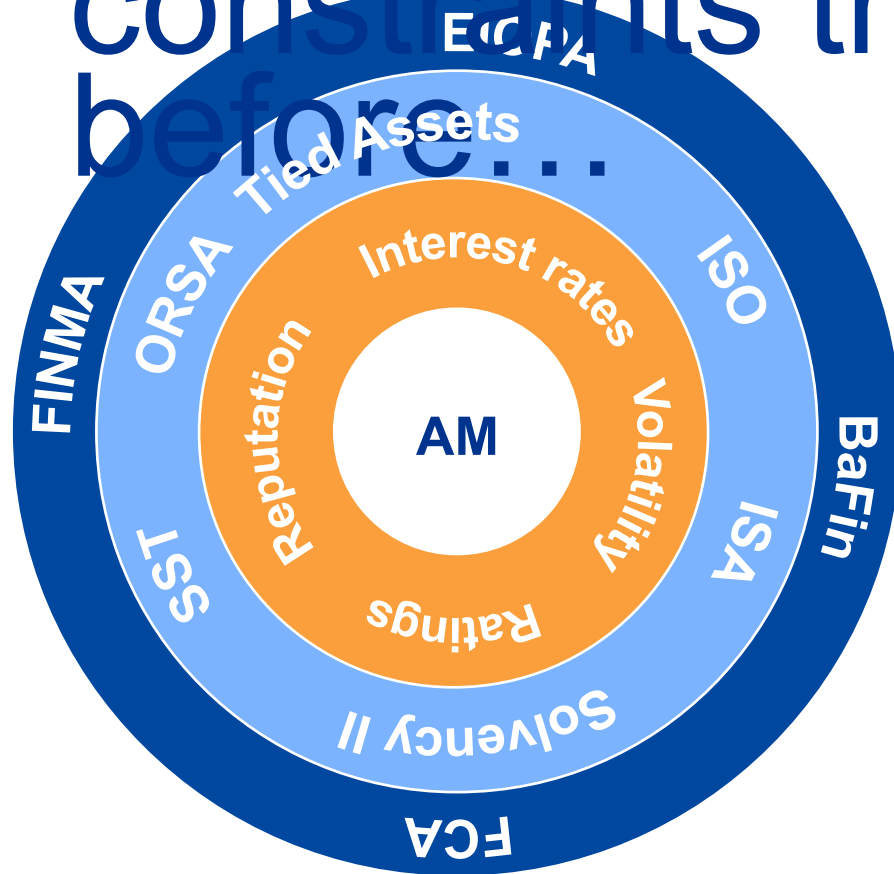 constraints
before...
EIOPA
BaFin
FCA
FINMA
Tied Assets
ISO
ISA
Solvency II
SST
ORSA
Interest rates
Volatility
Ratings
Reputation
AM